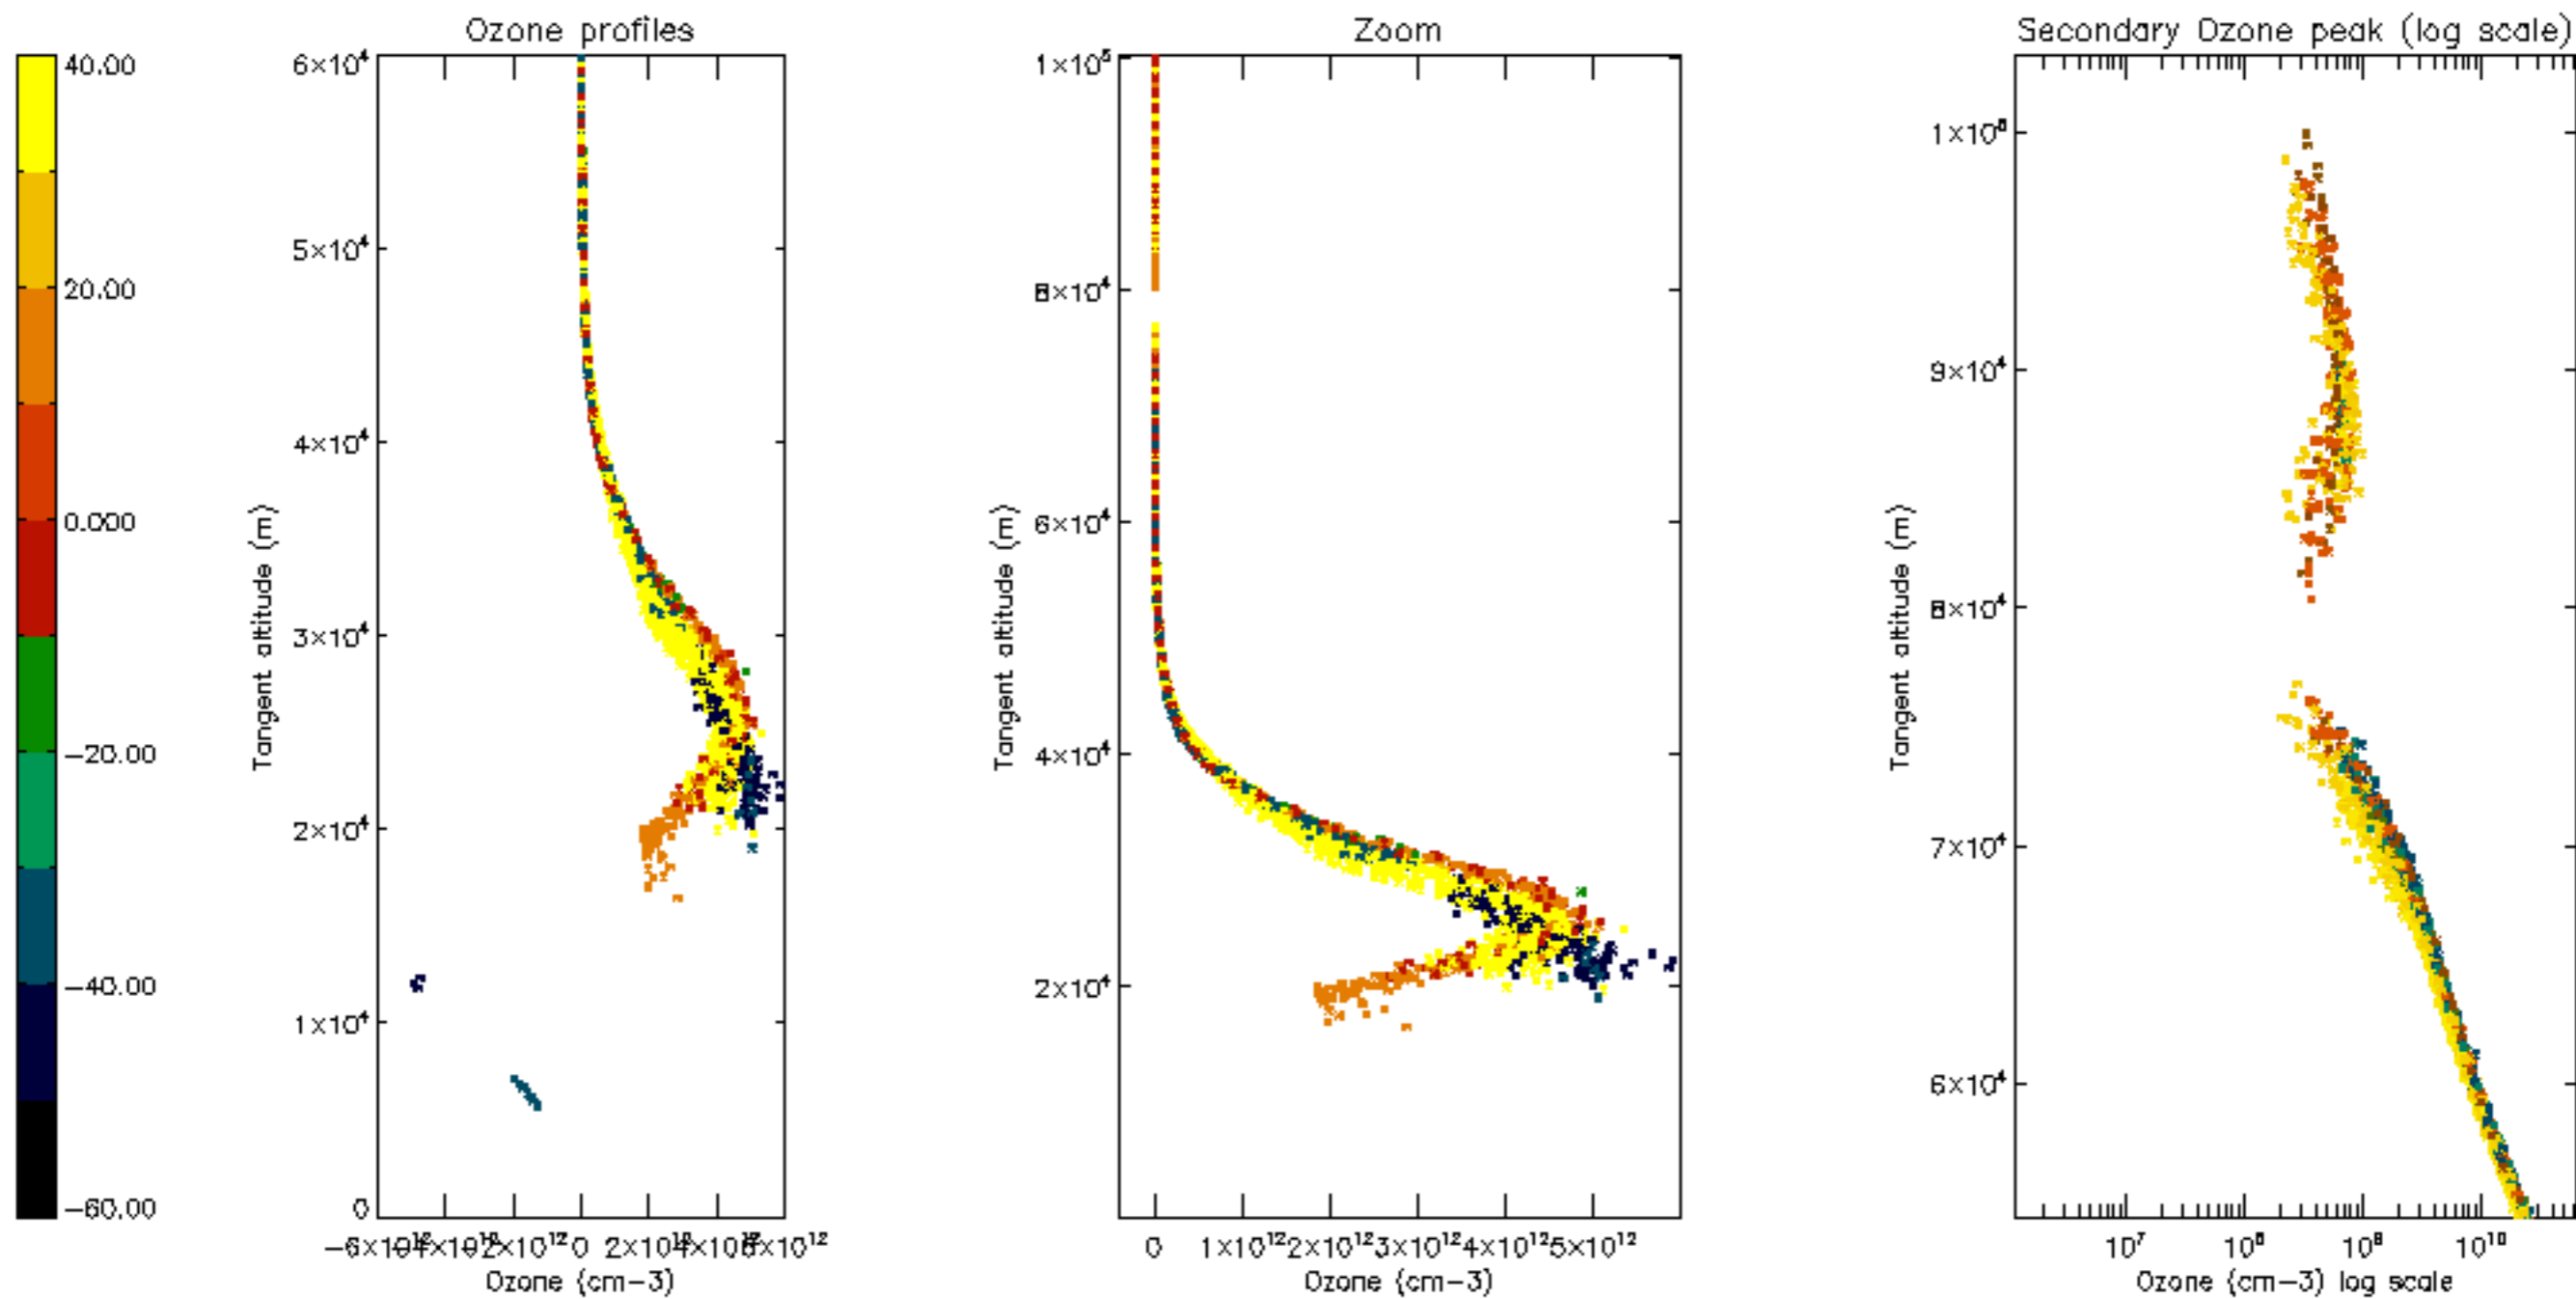 Ozone profiles
Zoom
Secondary Ozone peak (log scale)
40.00
20.00
0.000
−20.00
−40.00
−60.00
6×10⁴
5×10⁴
4×10⁴
3×10⁴
2×10⁴
1×10⁴
0
Tangent altitude (m)
2×10¹²
Ozone (cm−3)
1×10⁵
8×10⁴
6×10⁴
4×10⁴
2×10⁴
Tangent altitude (m)
0 1×10¹² 2×10¹² 3×10¹² 4×10¹² 5×10¹²
Ozone (cm−3)
9×10⁴
8×10⁴
7×10⁴
6×10⁴
Tangent altitude (m)
10⁷ 10⁸ 10⁹ 10¹⁰
Ozone (cm−3) log scale